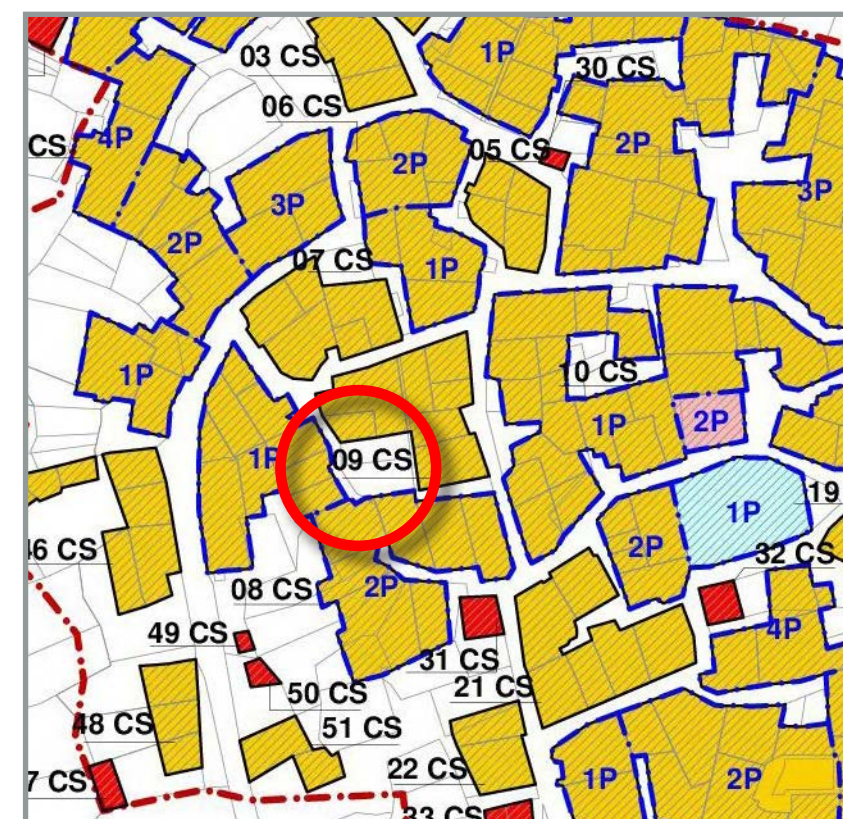 03 CS
1P
30 CS
06 CS
4P
CS
05 CS
2P
2P
3P
3P
2P
07 CS
1P
1P
10 CS
1P
2P
1P
09 CS
19
1P
2P
32 CS
46 CS
08 CS
2P
49 CS
4P
31 CS
50 CS
21 CS
48 CS
51 CS
22 CS
7 CS
1P
2P
33 CS